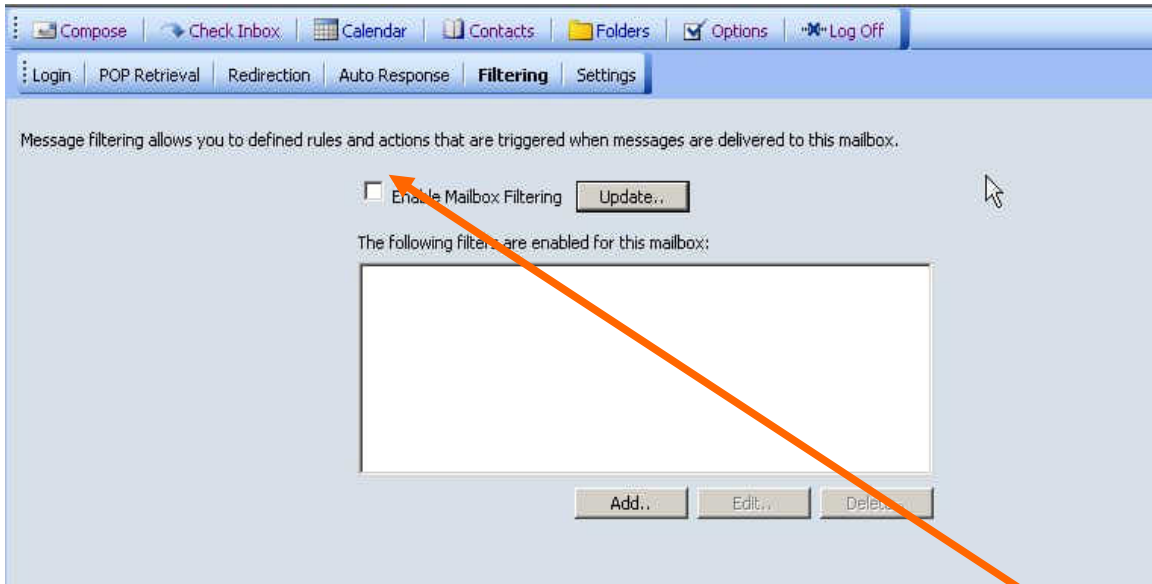 Compose Check Inbox Calendar Contacts Folders Options Log Off
Login POP Retrieval Redirection Auto Response Filtering Settings
Message filtering allows you to defined rules and actions that are triggered when messages are delivered to this mailbox.
Enable Mailbox Filtering Update..
The following filters are enabled for this mailbox:
Add.. Edit.. Delete..